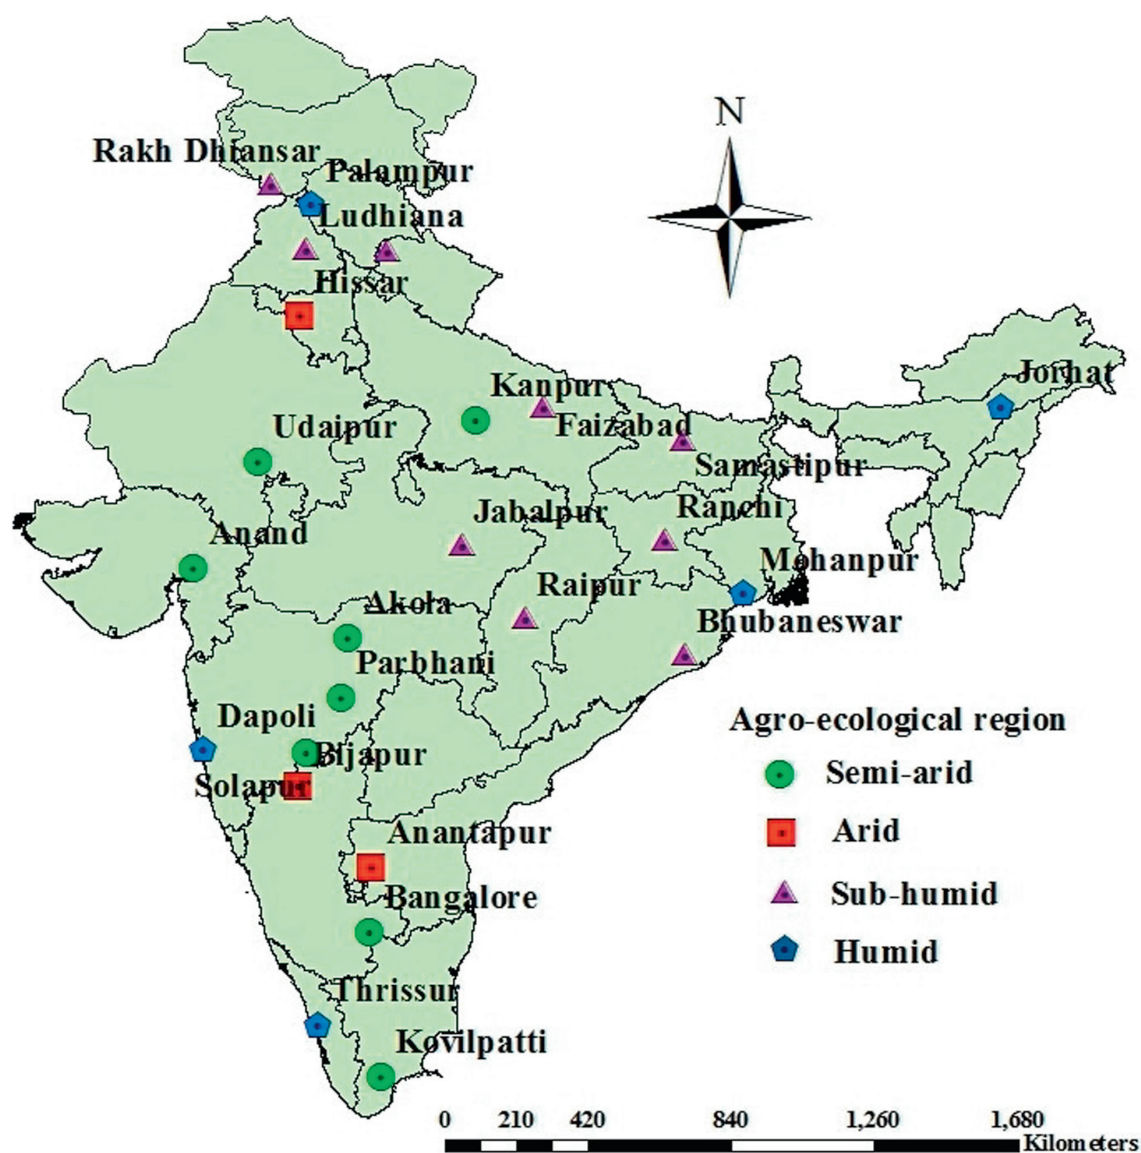 N
Rakh Dhiansar
Palampur
Ludhiana
Hissar
Jorhat
Kanpur
Udaipur
Faizabad
Samastipur
Jabalpur
Ranchi
Anand
Mohanpur
Raipur
Akola
Bhubaneswar
Parbhani
Dapoli
Bijapur
Solapur
Anantapur
Bangalore
Thrissur
Kovilpatti
Agro-ecological region
Semi-arid
Arid
Sub-humid
Humid
0 210 420 840 1,260 1,680
Kilometers